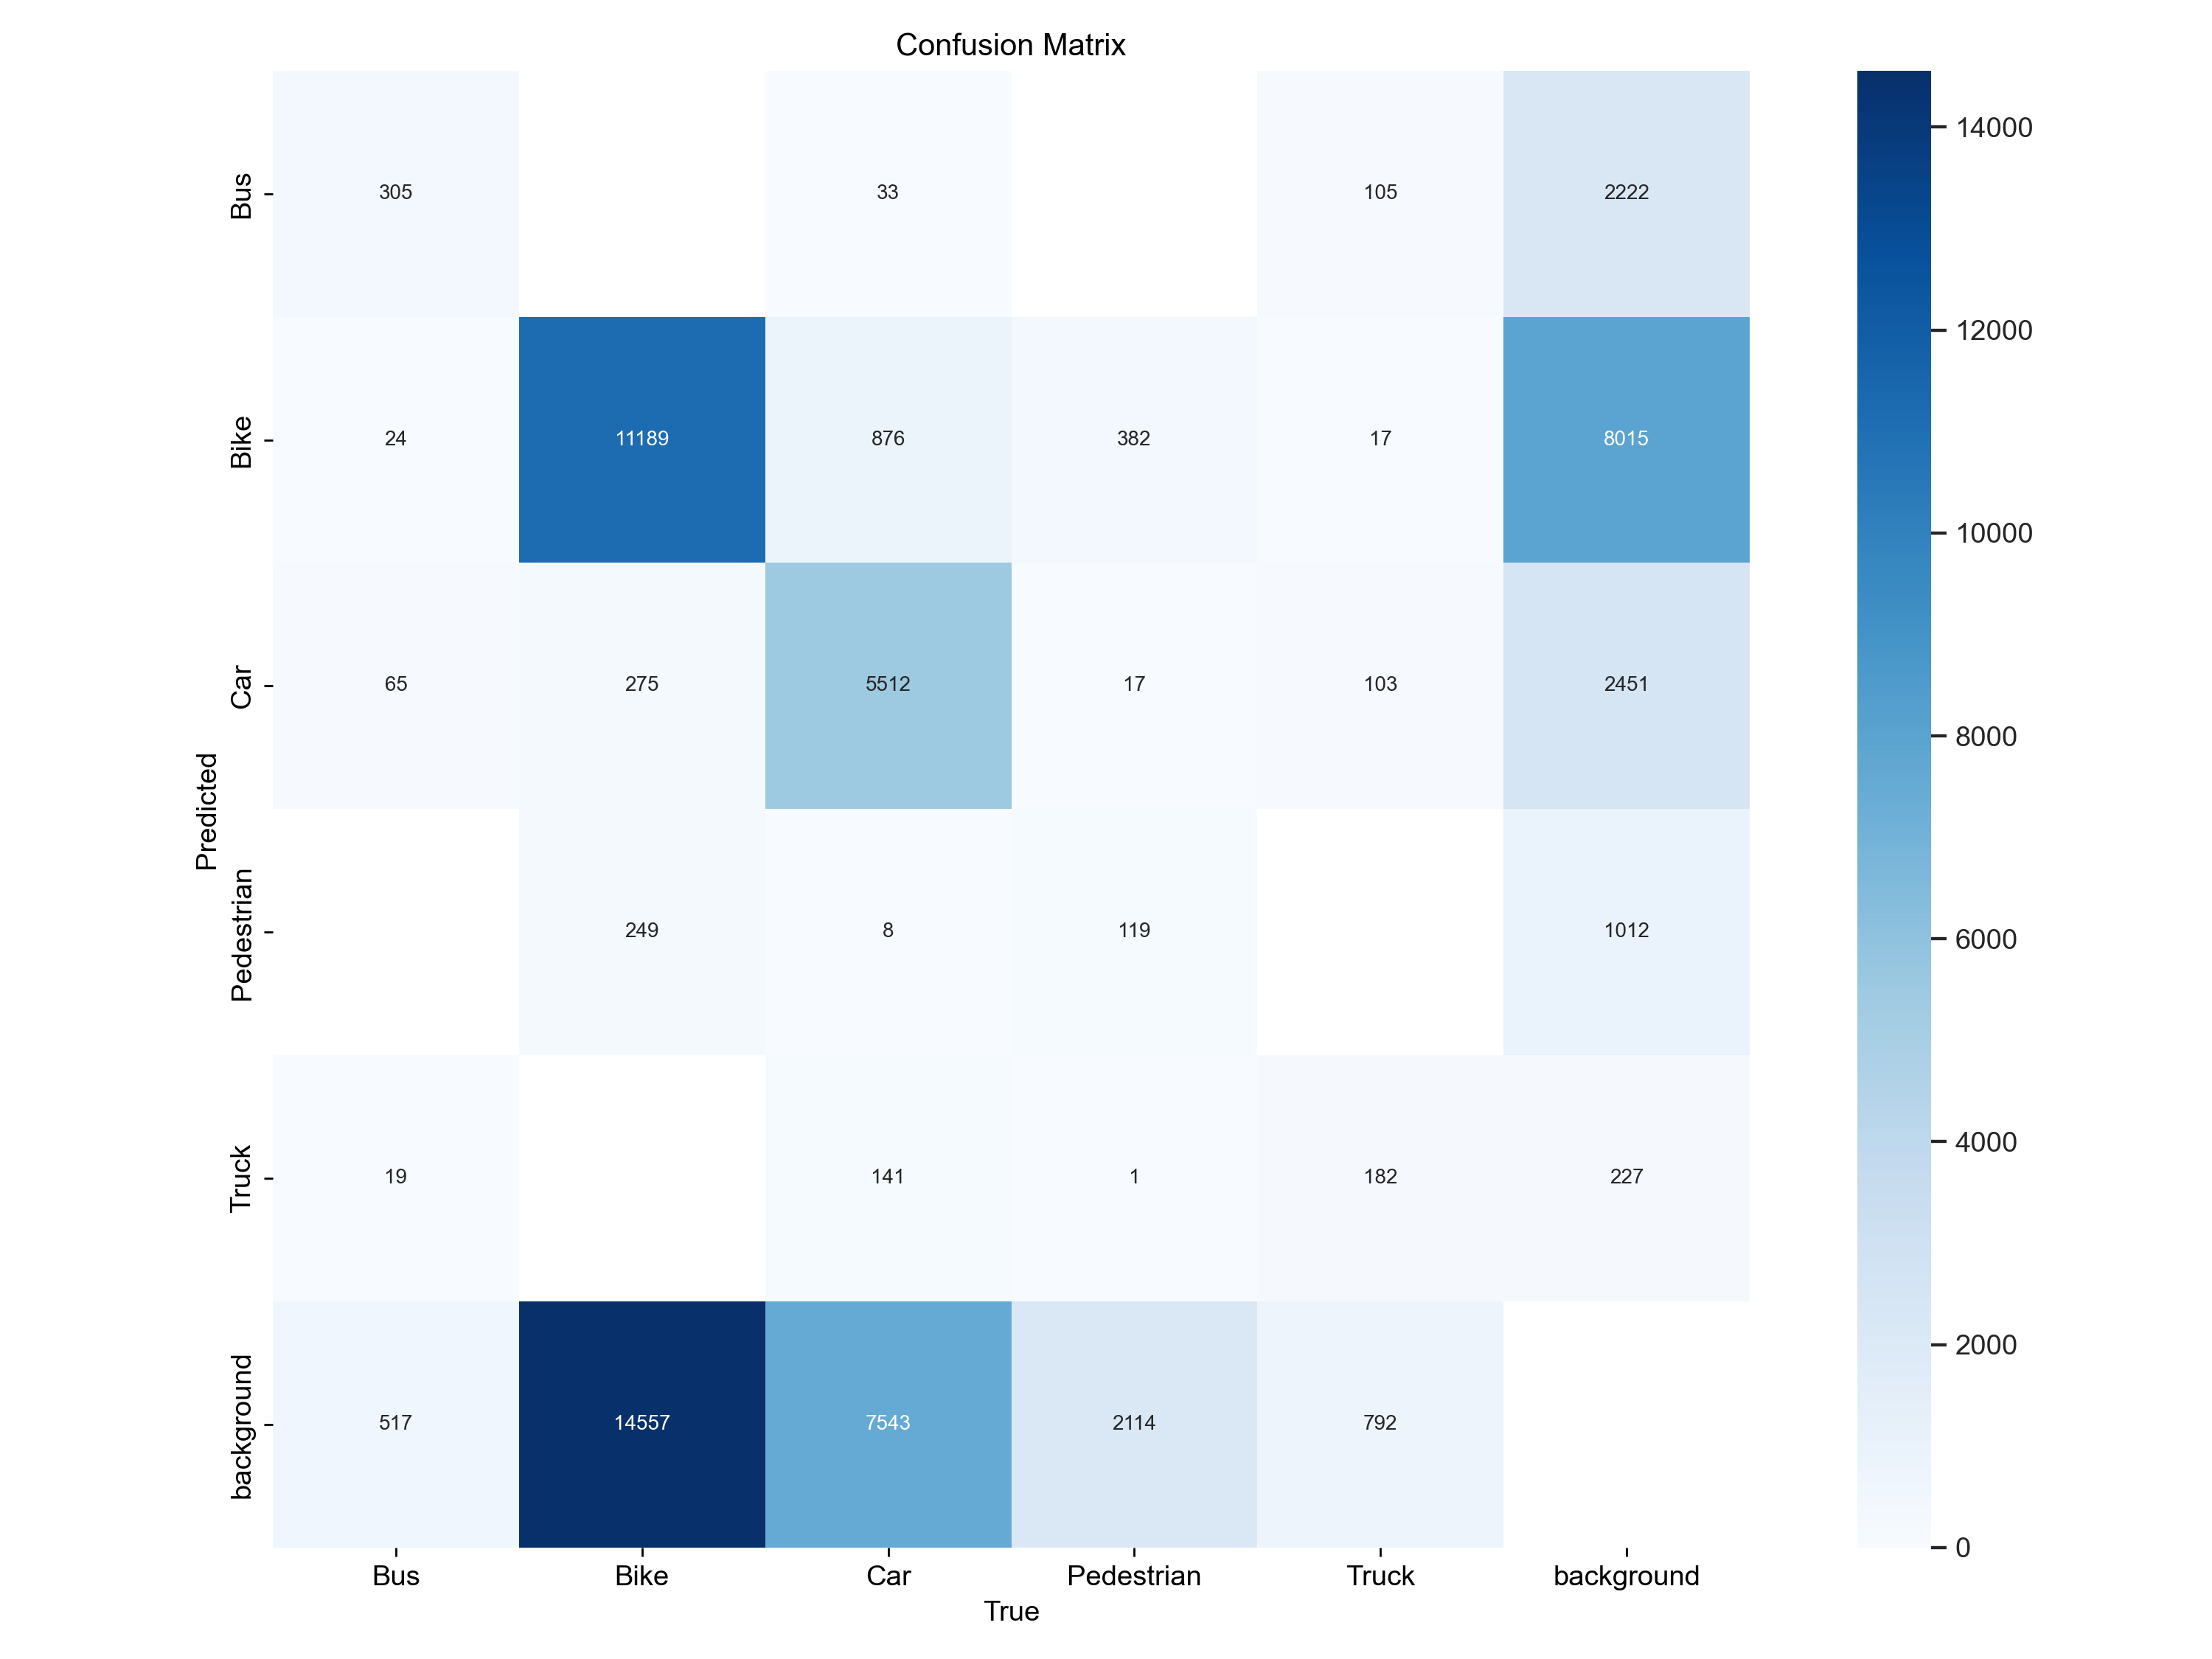 Confusion Matrix
Bus 305 33 105 2222
Bike 24 11189 876 382 17 8015
Car 65 275 5512 17 103 2451
Pedestrian 249 8 119 1012
Truck 19 141 1 182 227
background 517 14557 7543 2114 792
Predicted
Bus Bike Car Pedestrian Truck background
True
14000
12000
10000
8000
6000
4000
2000
0